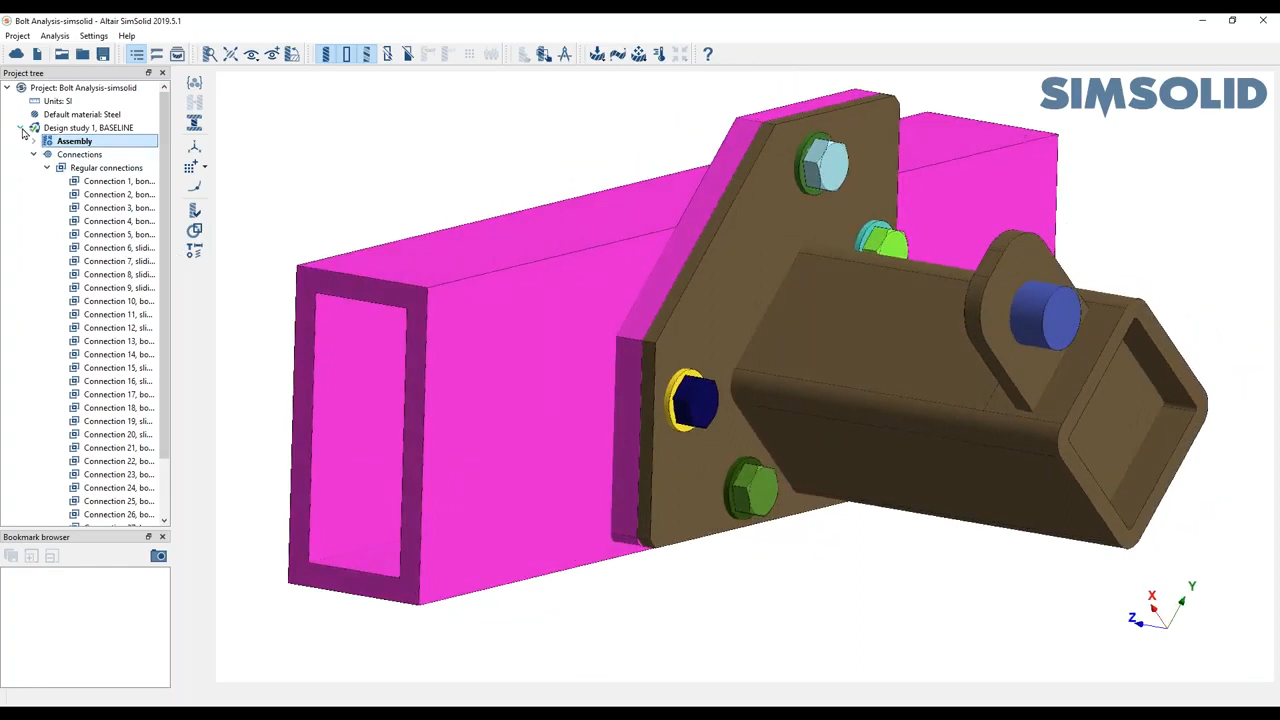 Bolt Analysis-simsolid - Altair SimSolid 2019.5.1
Project Analysis Settings Help
Project tree
Project: Bolt Analysis-simsolid
Units: SI
Default material: Steel
Design study 1, BASELINE
Assembly
Connections
Regular connections
Connection 1, bon...
Connection 2, bon...
Connection 3, bon...
Connection 4, bon...
Connection 5, bon...
Connection 6, slidi...
Connection 7, slidi...
Connection 8, slidi...
Connection 9, slidi...
Connection 10, bo...
Connection 11, sli...
Connection 12, sli...
Connection 13, bo...
Connection 14, bo...
Connection 15, sli...
Connection 16, sli...
Connection 17, bo...
Connection 18, bo...
Connection 19, sli...
Connection 20, sli...
Connection 21, bo...
Connection 22, bo...
Connection 23, bo...
Connection 24, bo...
Connection 25, bo...
Connection 26, bo...
Bookmark browser
SIMSOLID
X
Y
Z